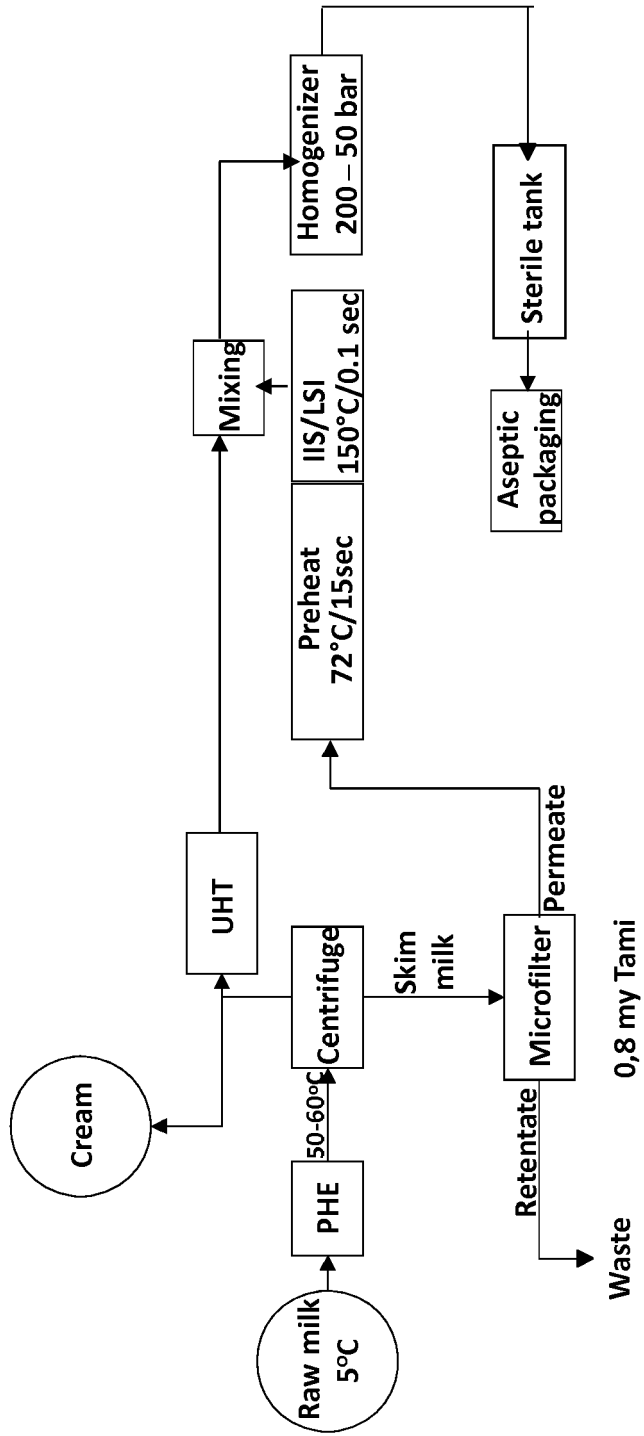 Raw milk
5°C
PHE
50-60°C
Centrifuge
Cream
UHT
Skim
milk
Microfilter
Retentate
Permeate
Waste
0,8 my Tami
Preheat
72°C/15sec
IIS/LSI
150°C/0.1 sec
Mixing
Homogenizer
200 – 50 bar
Sterile tank
Aseptic
packaging